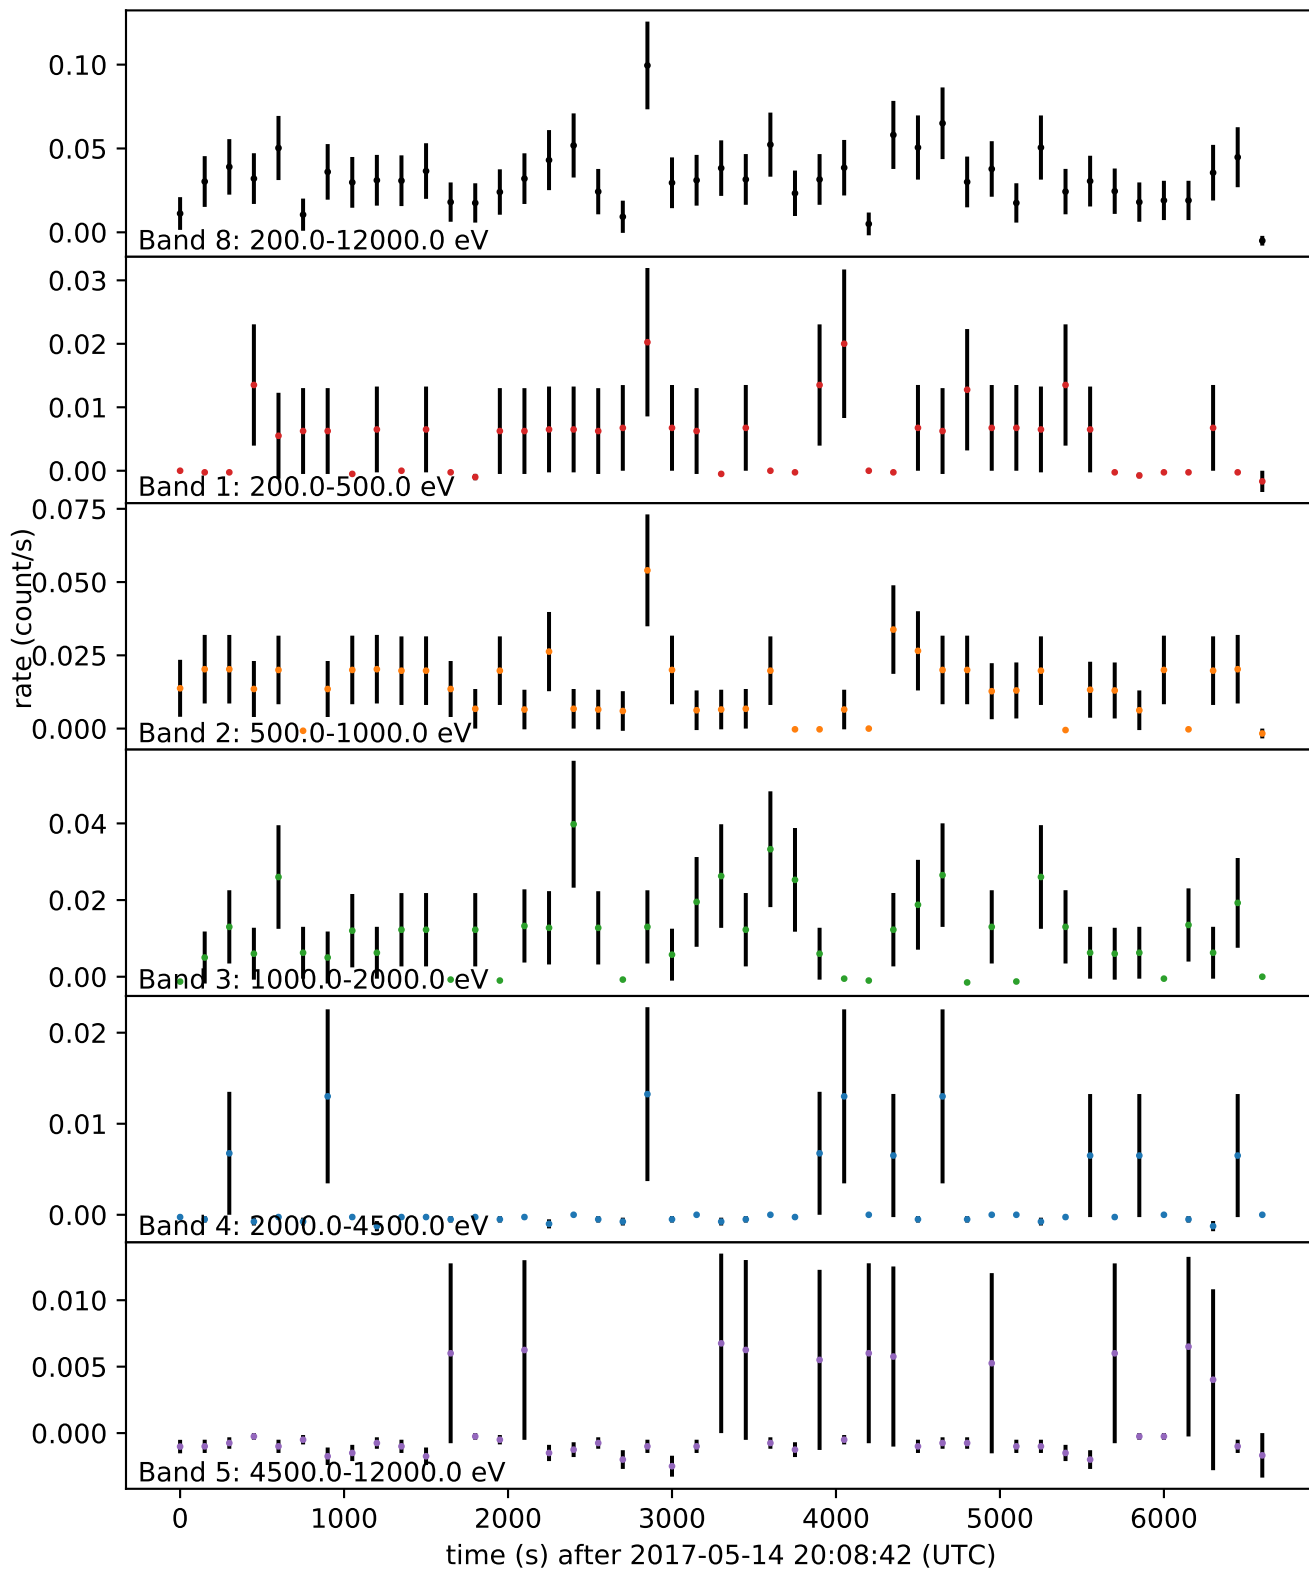 0.10
0.05
0.00
Band 8: 200.0-12000.0 eV
0.03
0.02
0.01
0.00
Band 1: 200.0-500.0 eV
rate (count/s)
0.075
0.050
0.025
0.000
Band 2: 500.0-1000.0 eV
0.04
0.02
0.00
Band 3: 1000.0-2000.0 eV
0.02
0.01
0.00
Band 4: 2000.0-4500.0 eV
0.010
0.005
0.000
Band 5: 4500.0-12000.0 eV
0 1000 2000 3000 4000 5000 6000
time (s) after 2017-05-14 20:08:42 (UTC)